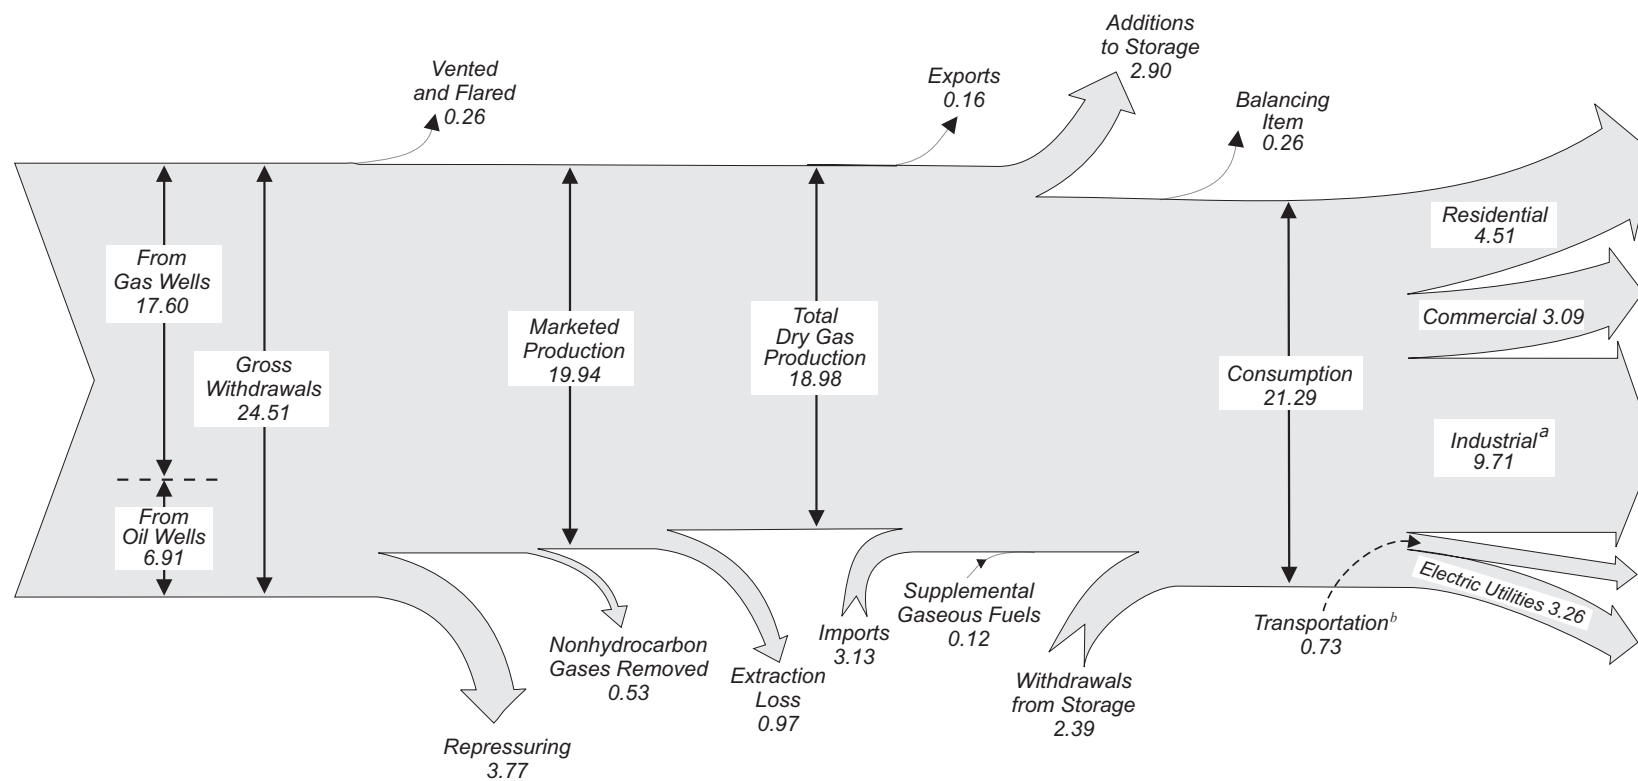 Vented
and Flared
0.26
Exports
0.16
Additions
to Storage
2.90
Balancing
Item
0.26
From
Gas Wells
17.60
Gross
Withdrawals
24.51
From
Oil Wells
6.91
Marketed
Production
19.94
Total
Dry Gas
Production
18.98
Consumption
21.29
Residential
4.51
Commercial 3.09
Industrial^a
9.71
Electric Utilities 3.26
Transportation^b
0.73
Repressuring
3.77
Nonhydrocarbon
Gases Removed
0.53
Extraction
Loss
0.97
Imports
3.13
Supplemental
Gaseous Fuels
0.12
Withdrawals
from Storage
2.39